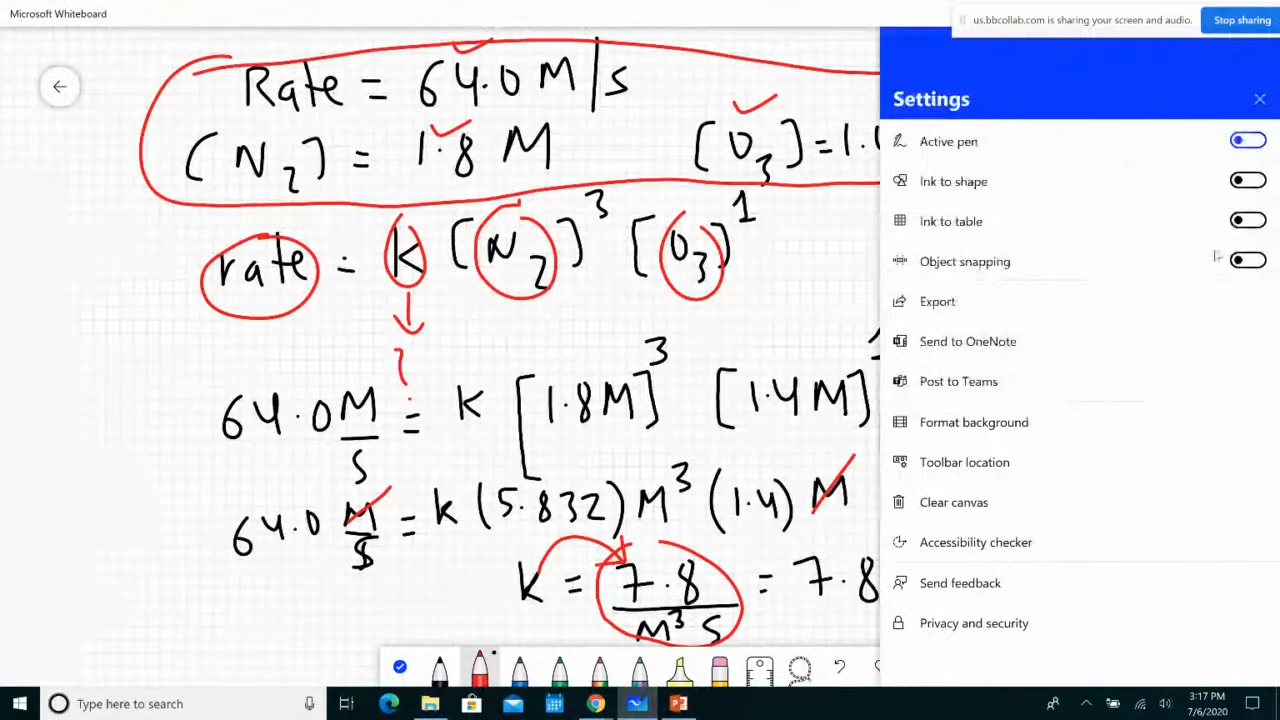 Microsoft Whiteboard
us.bbcollab.com is sharing your screen and audio.
Stop sharing
Rate = 64.0 M/s
[N2] = 1.8 M [O3] = 1.
rate = k [N2]^3 [O3]^1
?
64.0 M/s = k [1.8M]^3 [1.4M]
64.0 M/s = k (5.832) M^3 (1.4) M
k = 7.8/M^3 S = 7.8
Settings
Active pen
Ink to shape
Ink to table
Object snapping
Export
Send to OneNote
Post to Teams
Format background
Toolbar location
Clear canvas
Accessibility checker
Send feedback
Privacy and security
Type here to search
3:17 PM
7/6/2020